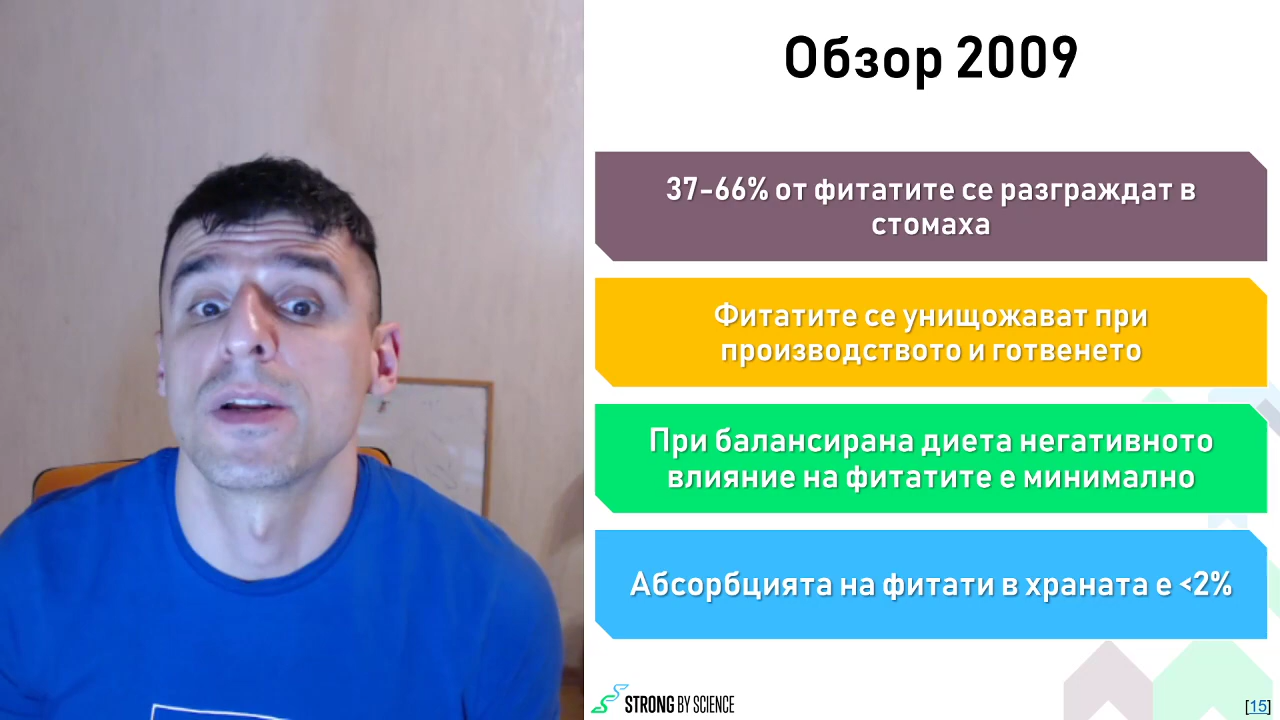 Обзор 2009
37-66% от фитатите се разграждат в
стомаха
Фитатите се унищожават при
производството и готвенето
При балансирана диета негативното
влияние на фитатите е минимално
Абсорбцията на фитати в храната е <2%
STRONG BY SCIENCE
[15]